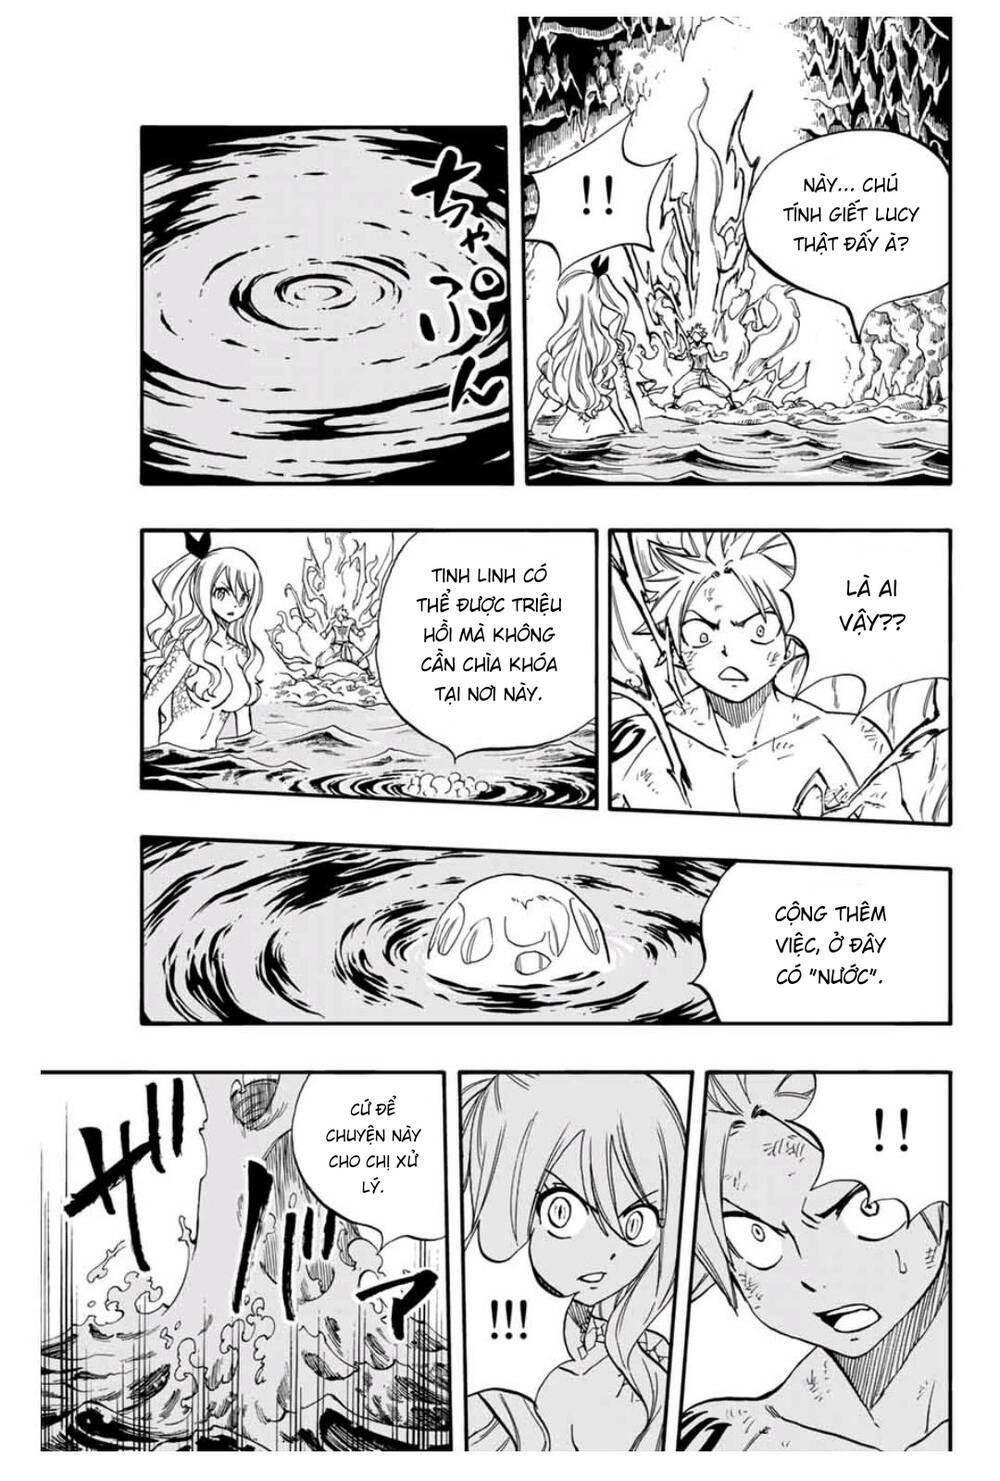 NÀY... CHÚ
TÍNH GIẾT LUCY
THẬT ĐẤY À?
!!
ちゃぷん
LÀ AI
VẬY??
TINH LINH CÓ
THỂ ĐƯỢC TRIỆU
HỒI MÀ KHÔNG
CẦN CHÌA KHÓA
TẠI NƠI NÀY.
CỘNG THÊM
VIỆC, Ở ĐÂY
CÓ "NƯỚC".
!!
!!!
CỨ ĐỂ
CHUYỆN NÀY
CHO CHỊ XỬ
LÝ.
ザバァ